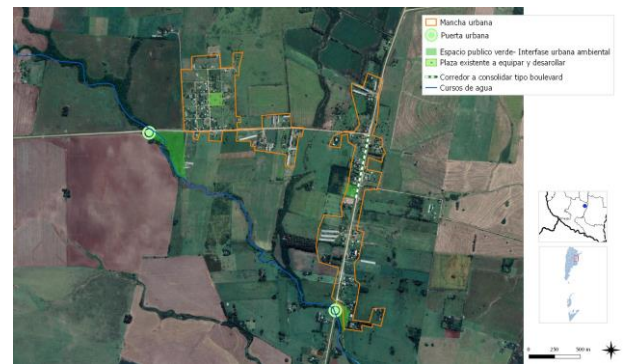 Mancha urbana
Puerta urbana
Espacio publico verde- Interfase urbana ambiental
Plaza existente a equipar y desarollar
Corredor a consolidar tipo boulevard
Cursos de agua
0 250 500 m